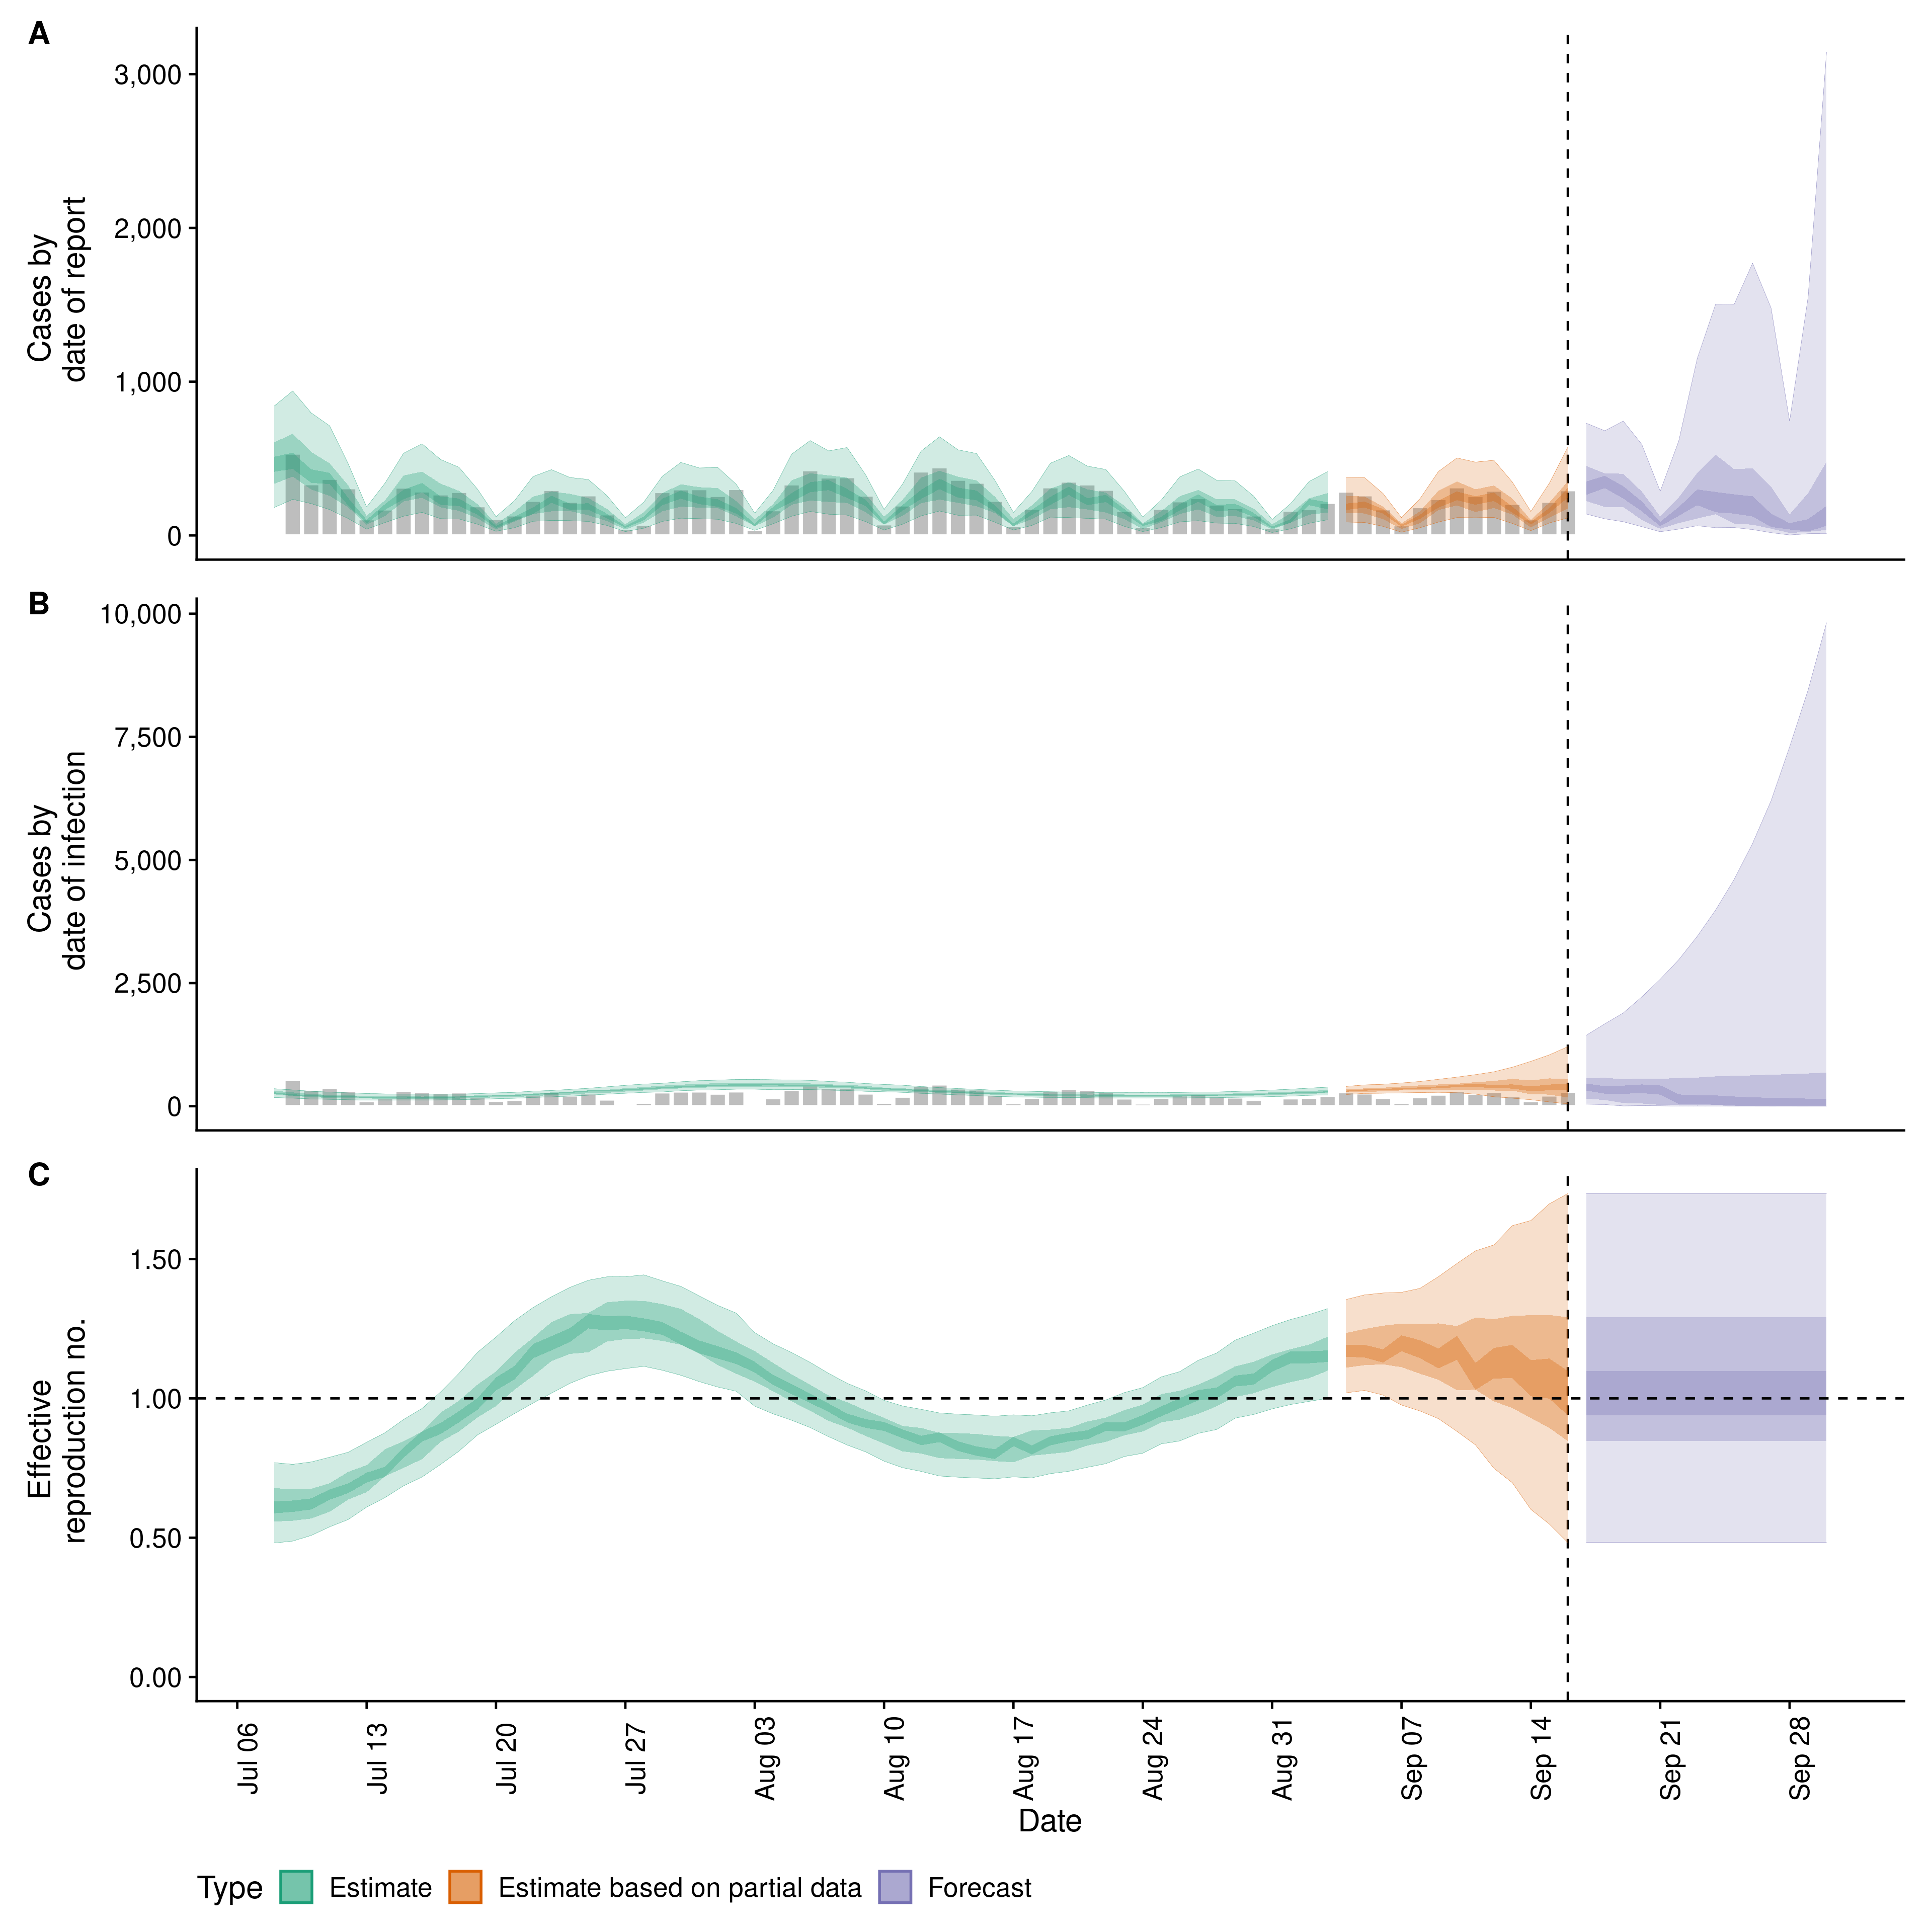 A
3,000
2,000
1,000
0
Cases by
date of report
B
10,000
7,500
5,000
2,500
0
Cases by
date of infection
C
1.50
1.00
0.50
0.00
Effective
reproduction no.
Jul 06
Jul 13
Jul 20
Jul 27
Aug 03
Aug 10
Aug 17
Aug 24
Aug 31
Sep 07
Sep 14
Sep 21
Sep 28
Date
Type Estimate Estimate based on partial data Forecast